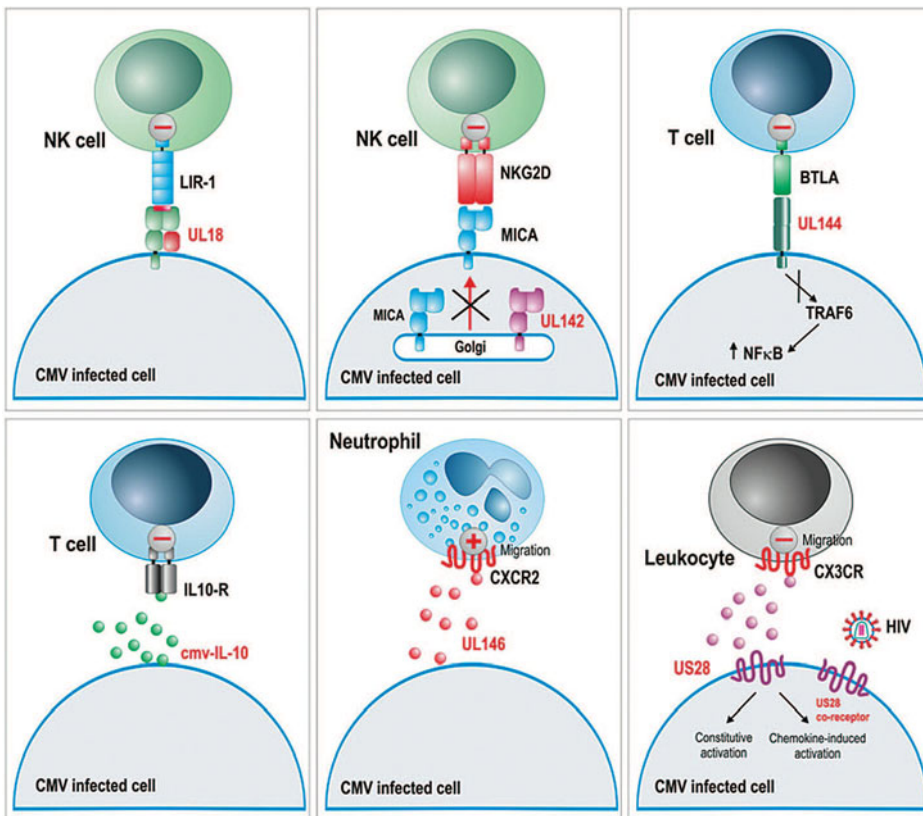 NK cell
LIR-1
UL18
CMV infected cell
NK cell
NKG2D
MICA
MICA
UL142
Golgi
CMV infected cell
T cell
BTLA
UL144
TRAF6
↑ NFκB
CMV infected cell
T cell
IL10-R
cmv-IL-10
CMV infected cell
Neutrophil
Migration
CXCR2
UL146
CMV infected cell
Migration
Leukocyte
CX3CR
HIV
US28
US28
co-receptor
Constitutive
activation
Chemokine-induced
activation
CMV infected cell